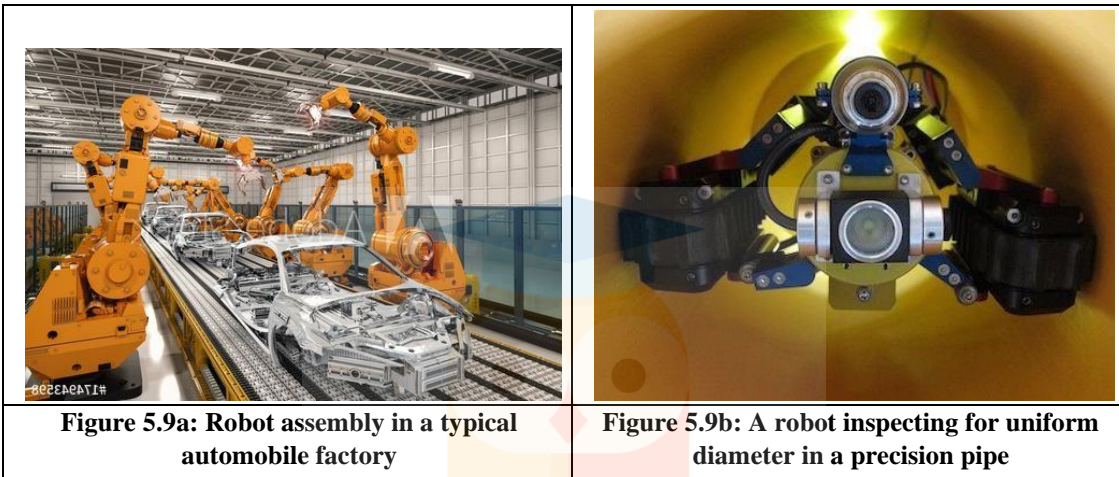 #174943598
Figure 5.9a: Robot assembly in a typical
automobile factory
Figure 5.9b: A robot inspecting for uniform
diameter in a precision pipe